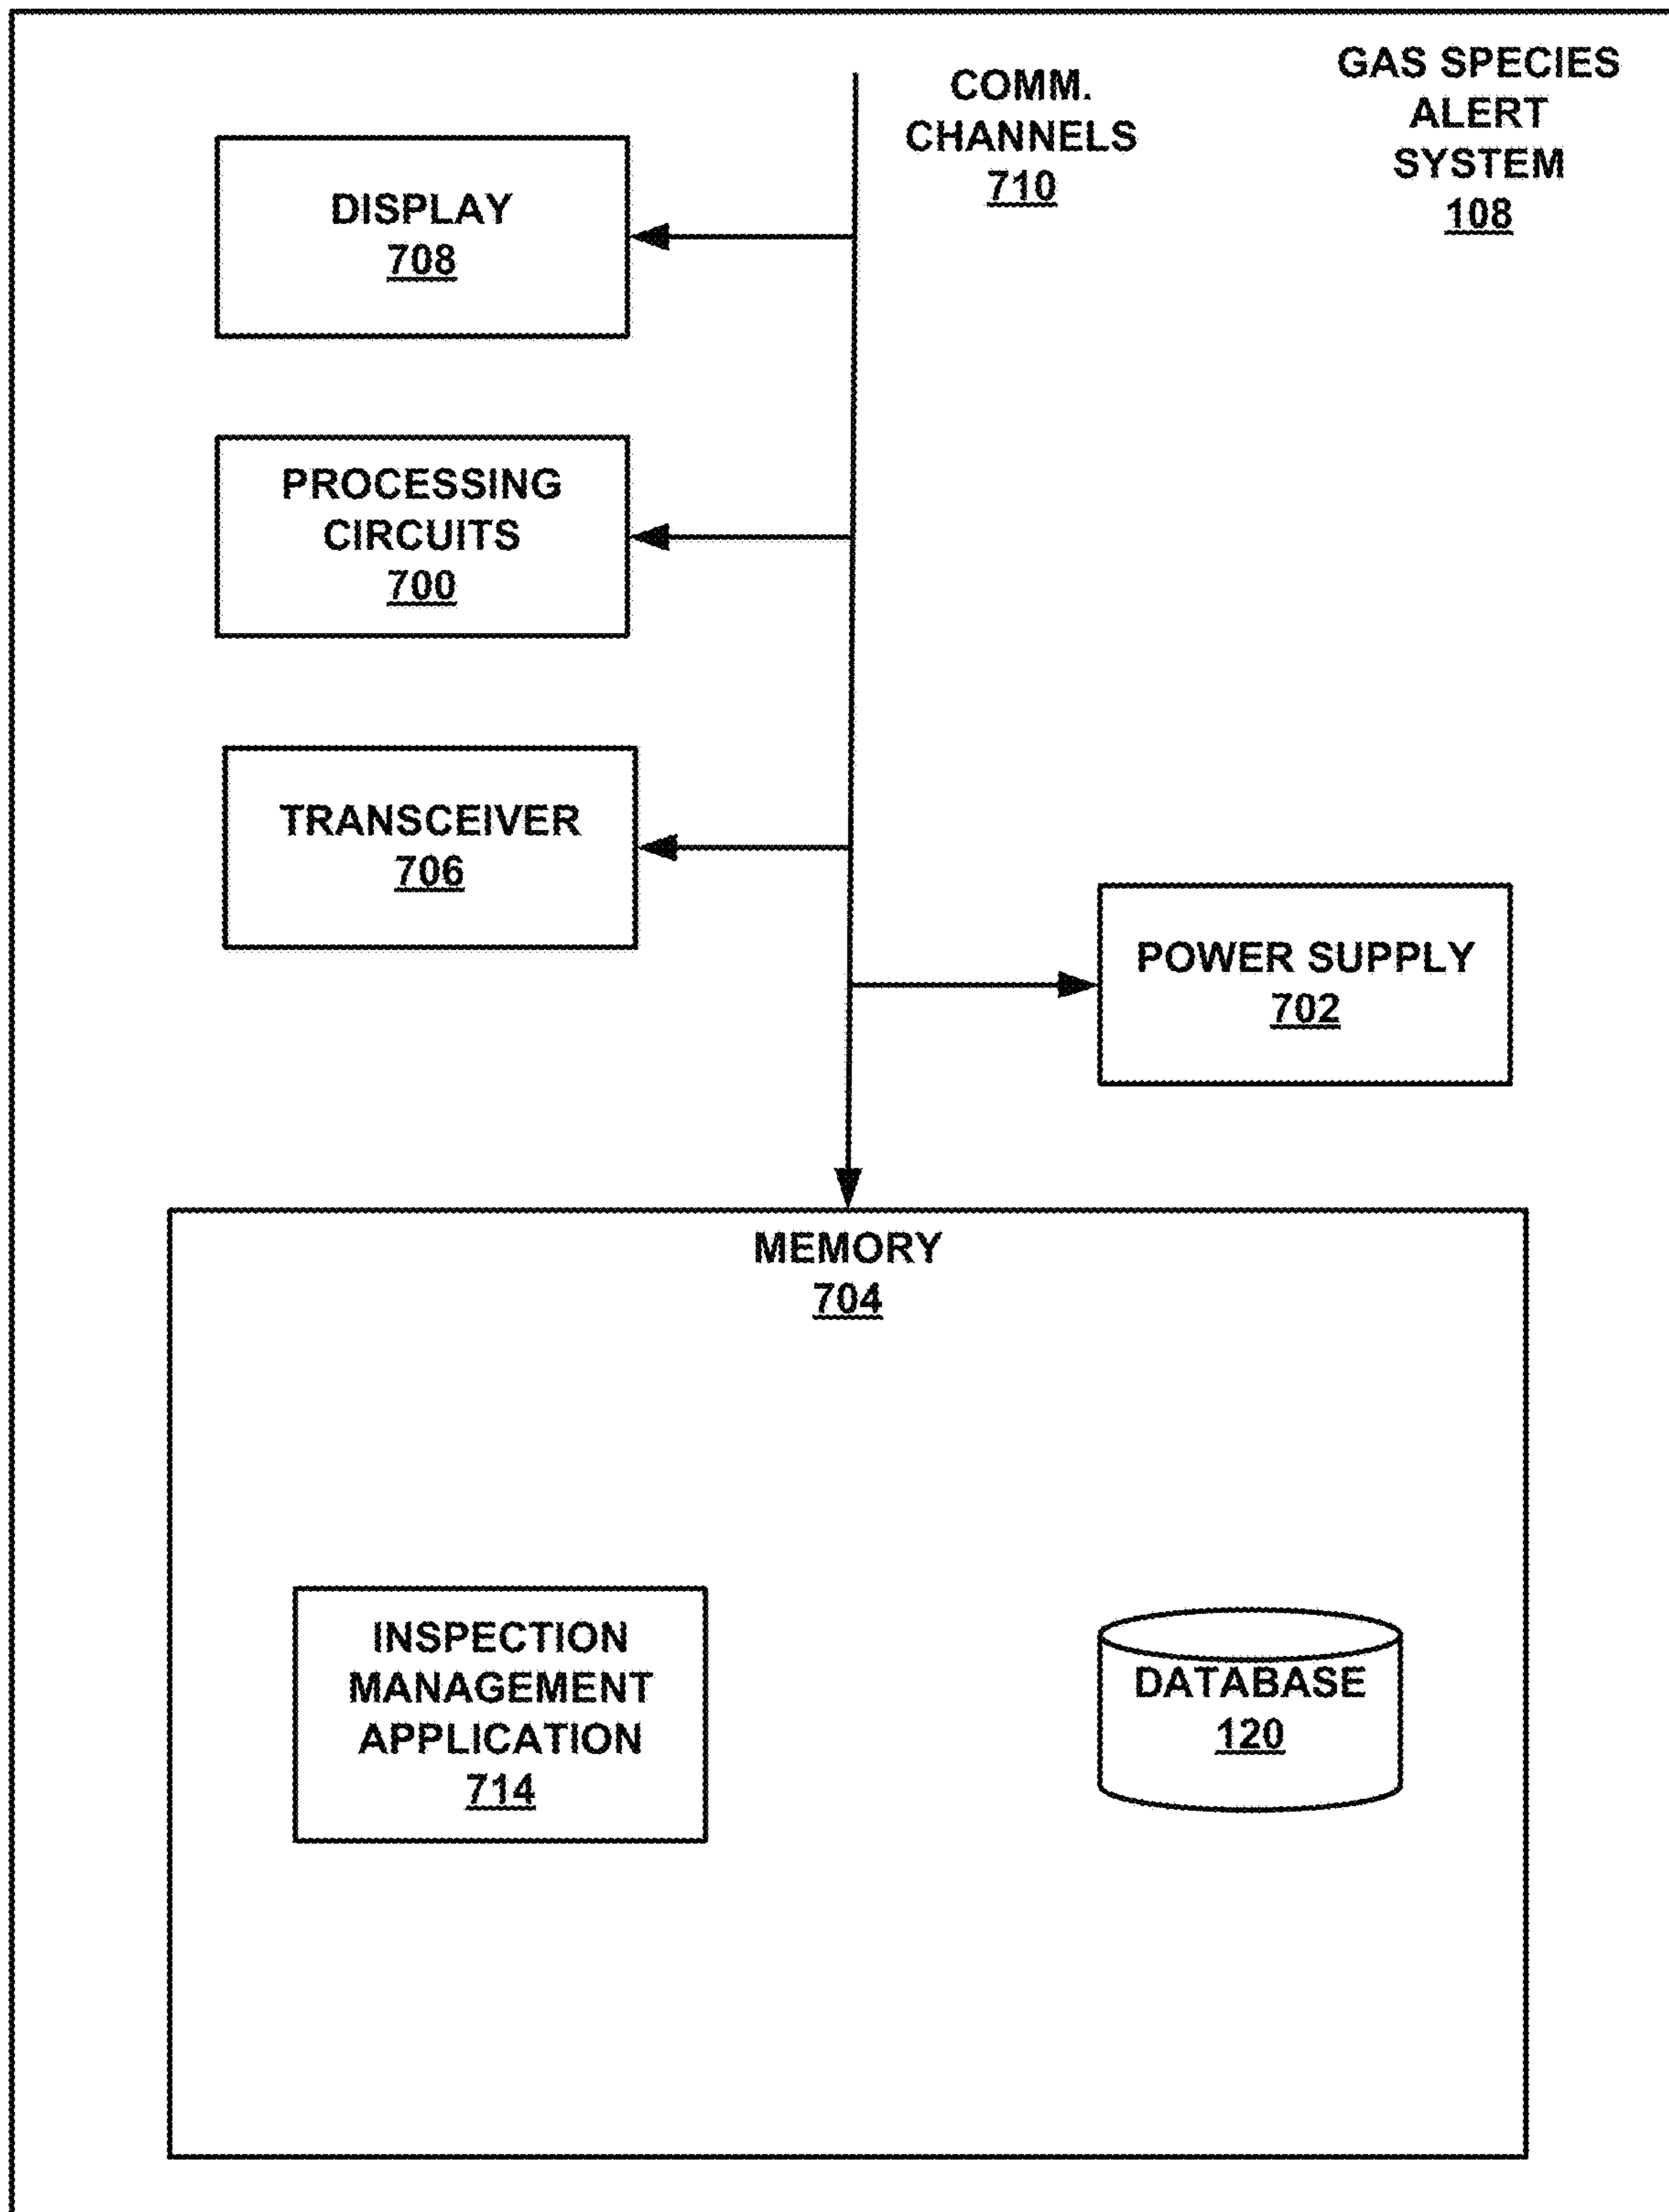 GAS SPECIES
ALERT
SYSTEM
108
COMM.
CHANNELS
710
DISPLAY
708
PROCESSING
CIRCUITS
700
TRANSCEIVER
706
POWER SUPPLY
702
MEMORY
704
INSPECTION
MANAGEMENT
APPLICATION
714
DATABASE
120